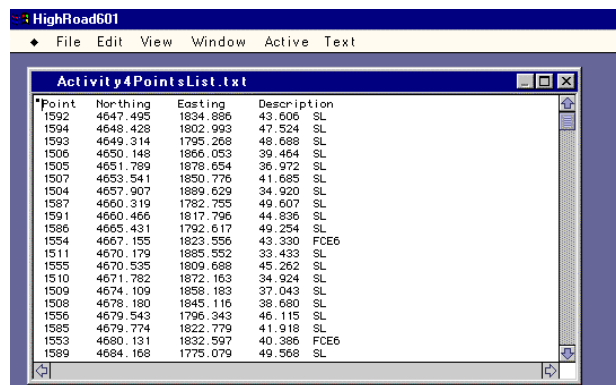 HighRoad601
File Edit View Window Active Text
Activity4PointsList.txt
Point Northing Easting Description
1592 4647.495 1834.886 43.606 SL
1594 4648.428 1802.993 47.524 SL
1593 4649.314 1795.268 48.688 SL
1506 4650.148 1866.053 39.464 SL
1505 4651.789 1878.654 36.972 SL
1507 4653.541 1850.776 41.685 SL
1504 4657.907 1889.629 34.920 SL
1587 4660.319 1782.755 49.607 SL
1591 4660.466 1817.796 44.836 SL
1586 4665.431 1792.617 49.254 SL
1554 4667.155 1823.556 43.330 FCE6
1511 4670.179 1885.552 33.433 SL
1555 4670.535 1809.688 45.262 SL
1510 4671.782 1872.163 34.924 SL
1509 4674.109 1858.183 37.043 SL
1508 4678.180 1845.116 38.680 SL
1556 4679.543 1796.343 46.115 SL
1585 4679.774 1822.779 41.918 SL
1553 4680.131 1832.597 40.386 FCE6
1589 4684.168 1775.079 49.568 SL